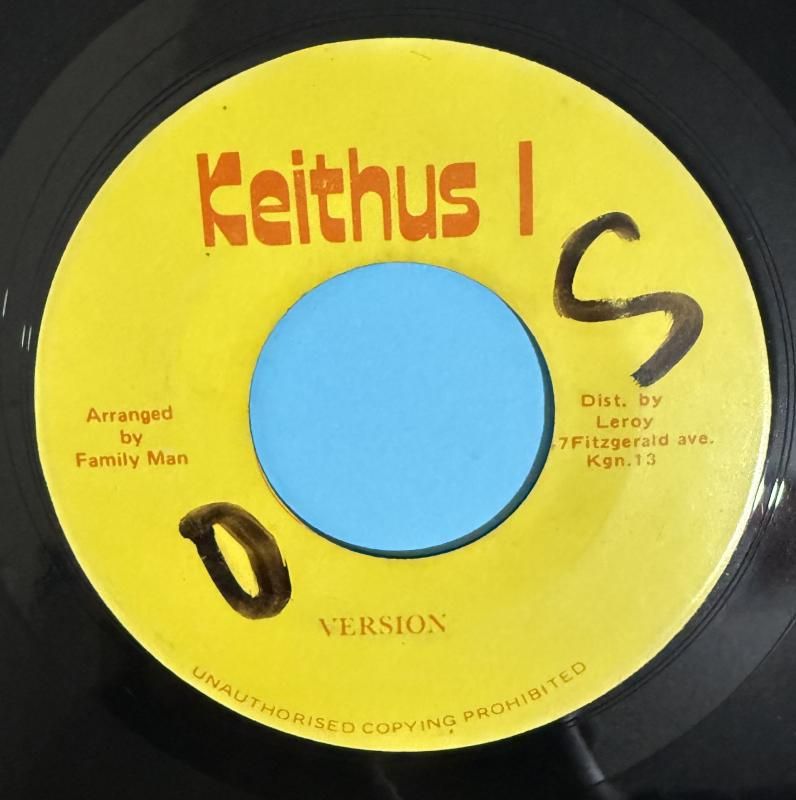 Keithus I
S
Arranged
by
Family Man
Dist. by
Leroy
7Fitzgerald ave.
Kgn.13
O
VERSION
UNAUTHORISED COPYING PROHIBITED